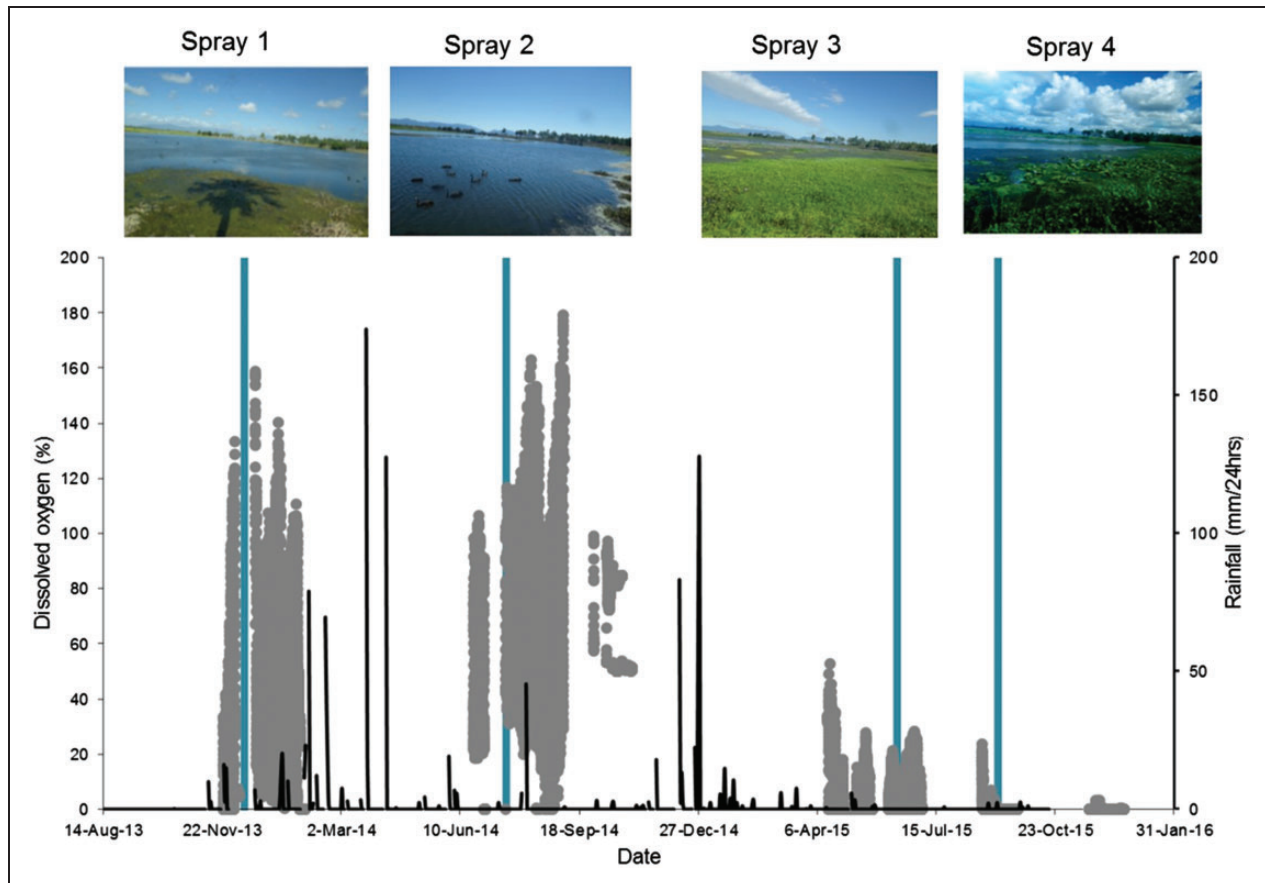 Spray 1 Spray 2 Spray 3 Spray 4
200 200
180
160
150
140
120
100 100
80
60
50
40
20
0 0
Dissolved oxygen (%)
Rainfall (mm/24hrs)
14-Aug-13 22-Nov-13 2-Mar-14 10-Jun-14 18-Sep-14 27-Dec-14 6-Apr-15 15-Jul-15 23-Oct-15 31-Jan-16
Date